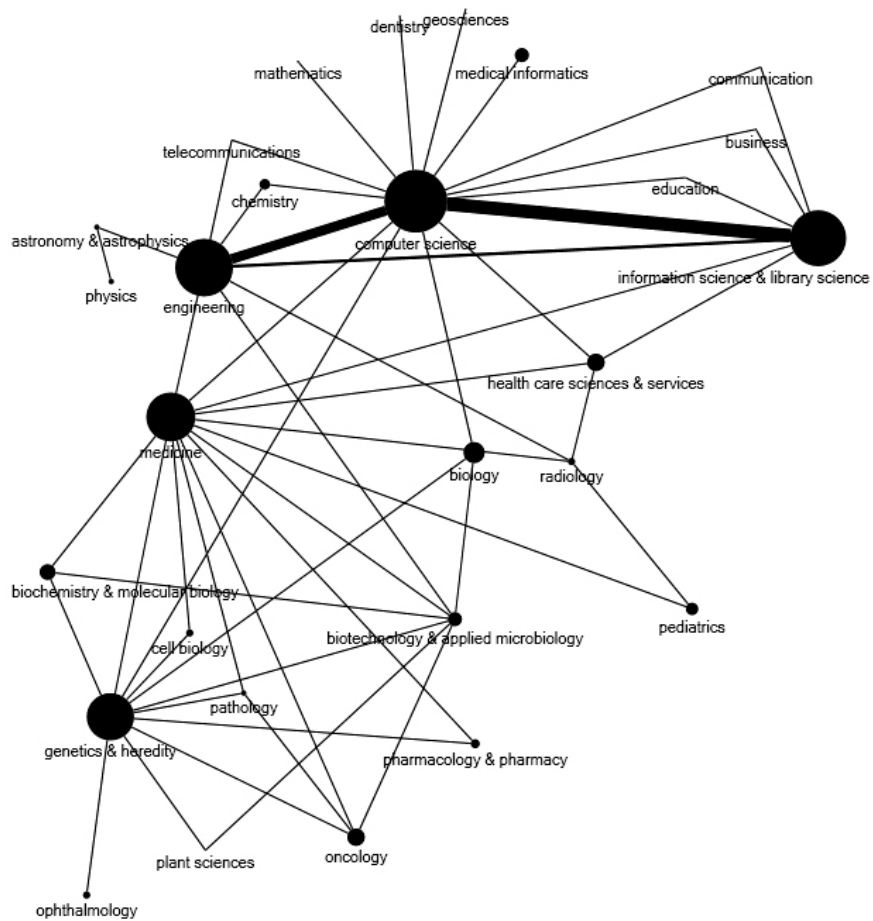 geosciences
dentistry
mathematics
medical informatics
communication
business
telecommunications
education
chemistry
astronomy & astrophysics
computer science
information science & library science
physics
engineering
health care sciences & services
medicine
biology
radiology
biochemistry & molecular biology
pediatrics
biotechnology & applied microbiology
cell biology
pathology
genetics & heredity
pharmacology & pharmacy
plant sciences
oncology
ophthalmology